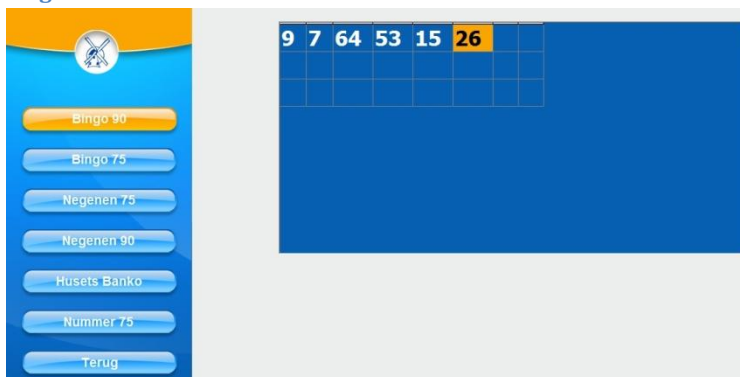 9 7 64 53 15 26
Bingo 90
Bingo 75
Negenen 75
Negenen 90
Husets Banko
Nummer 75
Terug